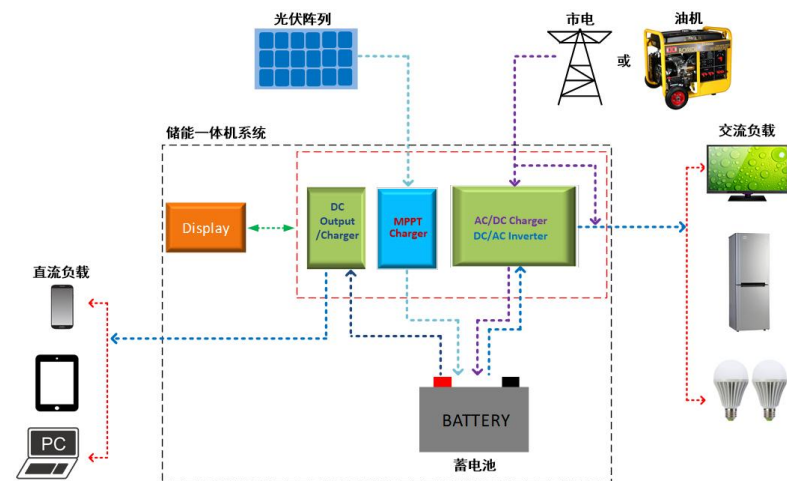 光伏阵列
市电
或
油机
储能一体机系统
交流负载
DC
Output
/Charger
MPPT
Charger
AC/DC Charger
DC/AC Inverter
Display
直流负载
BATTERY
PC
蓄电池